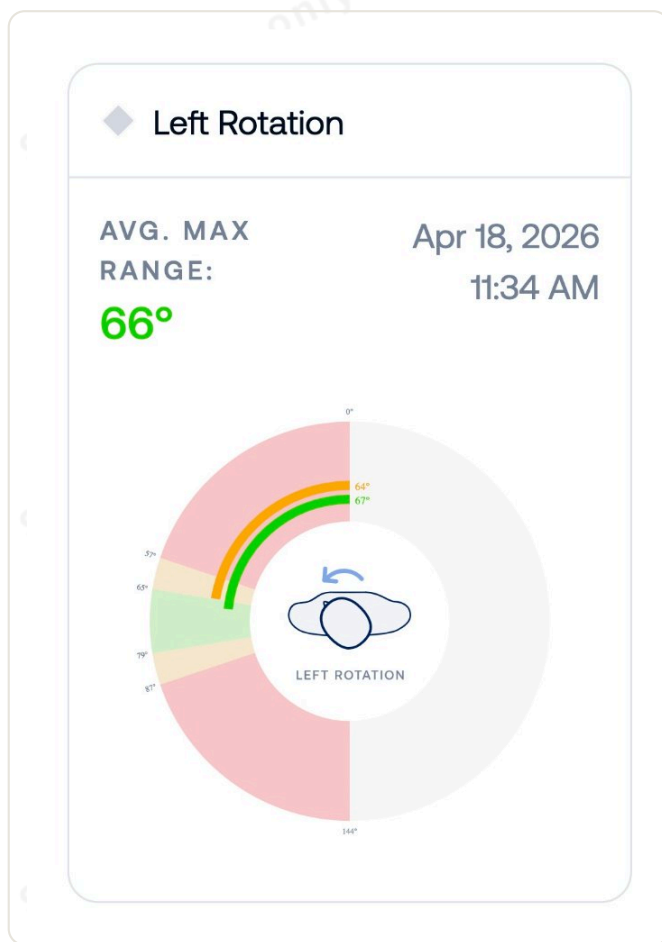 only
Left Rotation
AVG. MAX
RANGE:
66°
Apr 18, 2026
11:34 AM
0°
64°
67°
57°
65°
79°
87°
144°
LEFT ROTATION